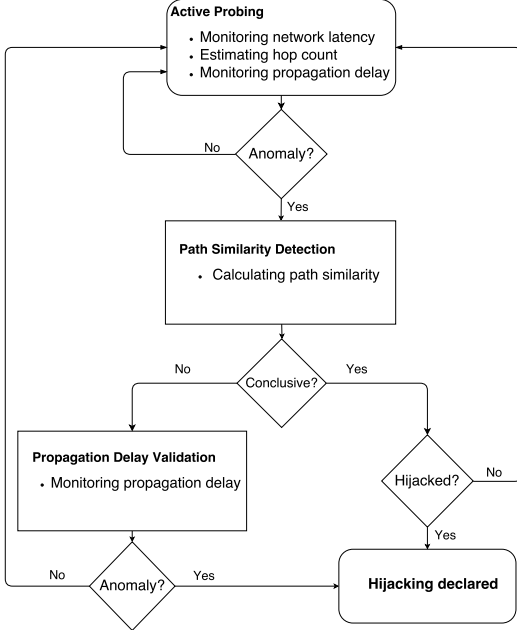 Active Probing
• Monitoring network latency
• Estimating hop count
• Monitoring propagation delay
No
Anomaly?
Yes
Path Similarity Detection
• Calculating path similarity
No
Conclusive?
Yes
Propagation Delay Validation
• Monitoring propagation delay
Hijacked?
No
Yes
No
Anomaly?
Yes
Hijacking declared